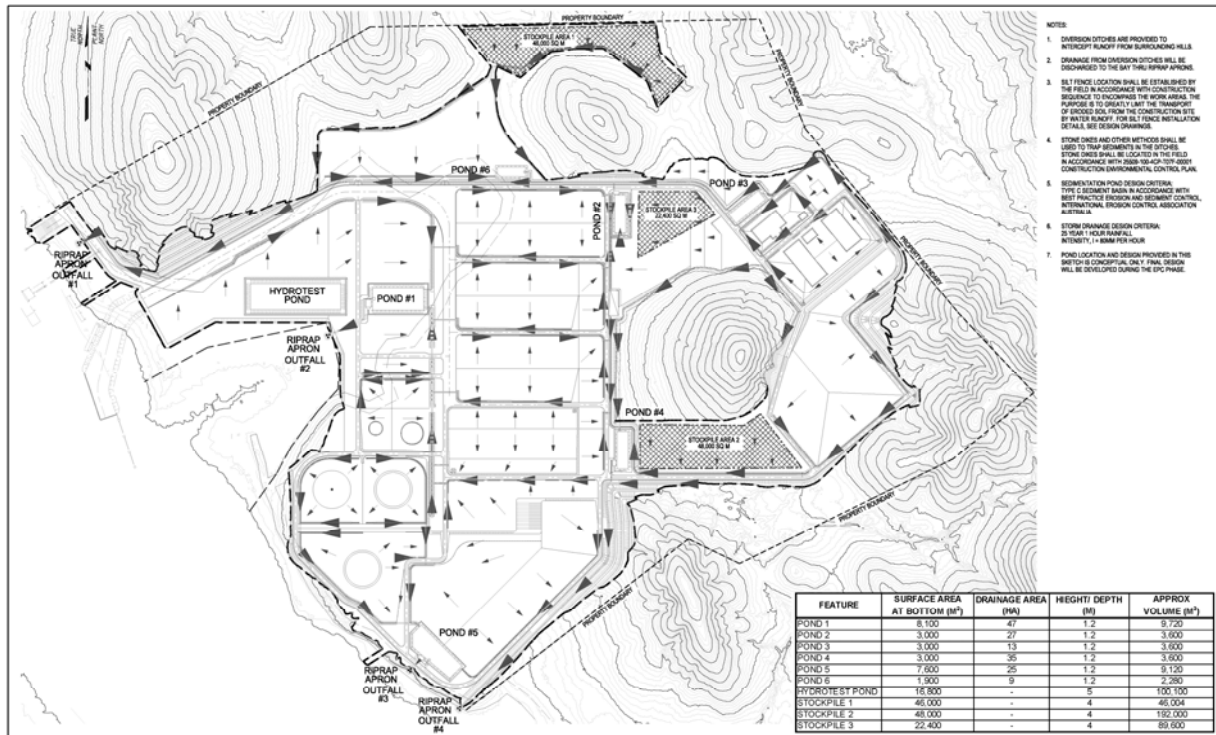 TRUE NORTH
PLANT NORTH
PROPERTY BOUNDARY
STOCKPILE AREA 1
46,000 SQ M
PROPERTY BOUNDARY
POND #6
POND #3
POND #2
STOCKPILE AREA 3
22,400 SQ M
PROPERTY BOUNDARY
RIPRAP
APRON
OUTFALL
#1
HYDROTEST
POND
POND #1
RIPRAP
APRON
OUTFALL
#2
POND #4
STOCKPILE AREA 2
48,000 SQ M
PROPERTY BOUNDARY
PROPERTY BOUNDARY
POND #5
RIPRAP
APRON
OUTFALL
#3
RIPRAP
APRON
OUTFALL
#4
NOTES:
1. DIVERSION DITCHES ARE PROVIDED TO
INTERCEPT RUNOFF FROM SURROUNDING HILLS.
2. DRAINAGE FROM DIVERSION DITCHES WILL BE
DISCHARGED TO THE BAY THRU RIPRAP APRONS.
3. SILT FENCE LOCATION SHALL BE ESTABLISHED BY
THE FIELD IN ACCORDANCE WITH CONSTRUCTION
SEQUENCE TO ENCOMPASS THE WORK AREAS. THE
PURPOSE IS TO GREATLY LIMIT THE TRANSPORT
OF ERODED SOIL FROM THE CONSTRUCTION SITE
BY WATER RUNOFF. FOR SILT FENCE INSTALLATION
DETAILS, SEE DESIGN DRAWINGS.
4. STONE DIKES AND OTHER METHODS SHALL BE
USED TO TRAP SEDIMENTS IN THE DITCHES.
STONE DIKES SHALL BE LOCATED IN THE FIELD
IN ACCORDANCE WITH
CONSTRUCTION ENVIRONMENTAL CONTROL PLAN.
5. SEDIMENTATION POND DESIGN CRITERIA:
TYPE C SEDIMENT BASIN IN ACCORDANCE WITH
BEST PRACTICE EROSION AND SEDIMENT CONTROL,
INTERNATIONAL EROSION CONTROL ASSOCIATION
AUSTRALIA.
6. STORM DRAINAGE DESIGN CRITERIA:
25 YEAR 1 HOUR RAINFALL
INTENSITY, I = 80MM PER HOUR
7. POND LOCATION AND DESIGN PROVIDED IN THIS
SKETCH IS CONCEPTUAL ONLY. FINAL DESIGN
WILL BE DEVELOPED DURING THE EPC PHASE.
FEATURE SURFACE AREA AT BOTTOM (M²) DRAINAGE AREA (HA) HIEGHT/ DEPTH (M) APPROX VOLUME (M³)
POND 1 8,100 47 1.2 9,720
POND 2 3,000 27 1.2 3,600
POND 3 3,000 13 1.2 3,600
POND 4 3,000 35 1.2 3,600
POND 5 7,600 25 1.2 9,120
POND 6 1,900 9 1.2 2,280
HYDROTEST POND 16,800 - 5 100,100
STOCKPILE 1 46,000 - 4 46,004
STOCKPILE 2 48,000 - 4 192,000
STOCKPILE 3 22,400 - 4 89,600